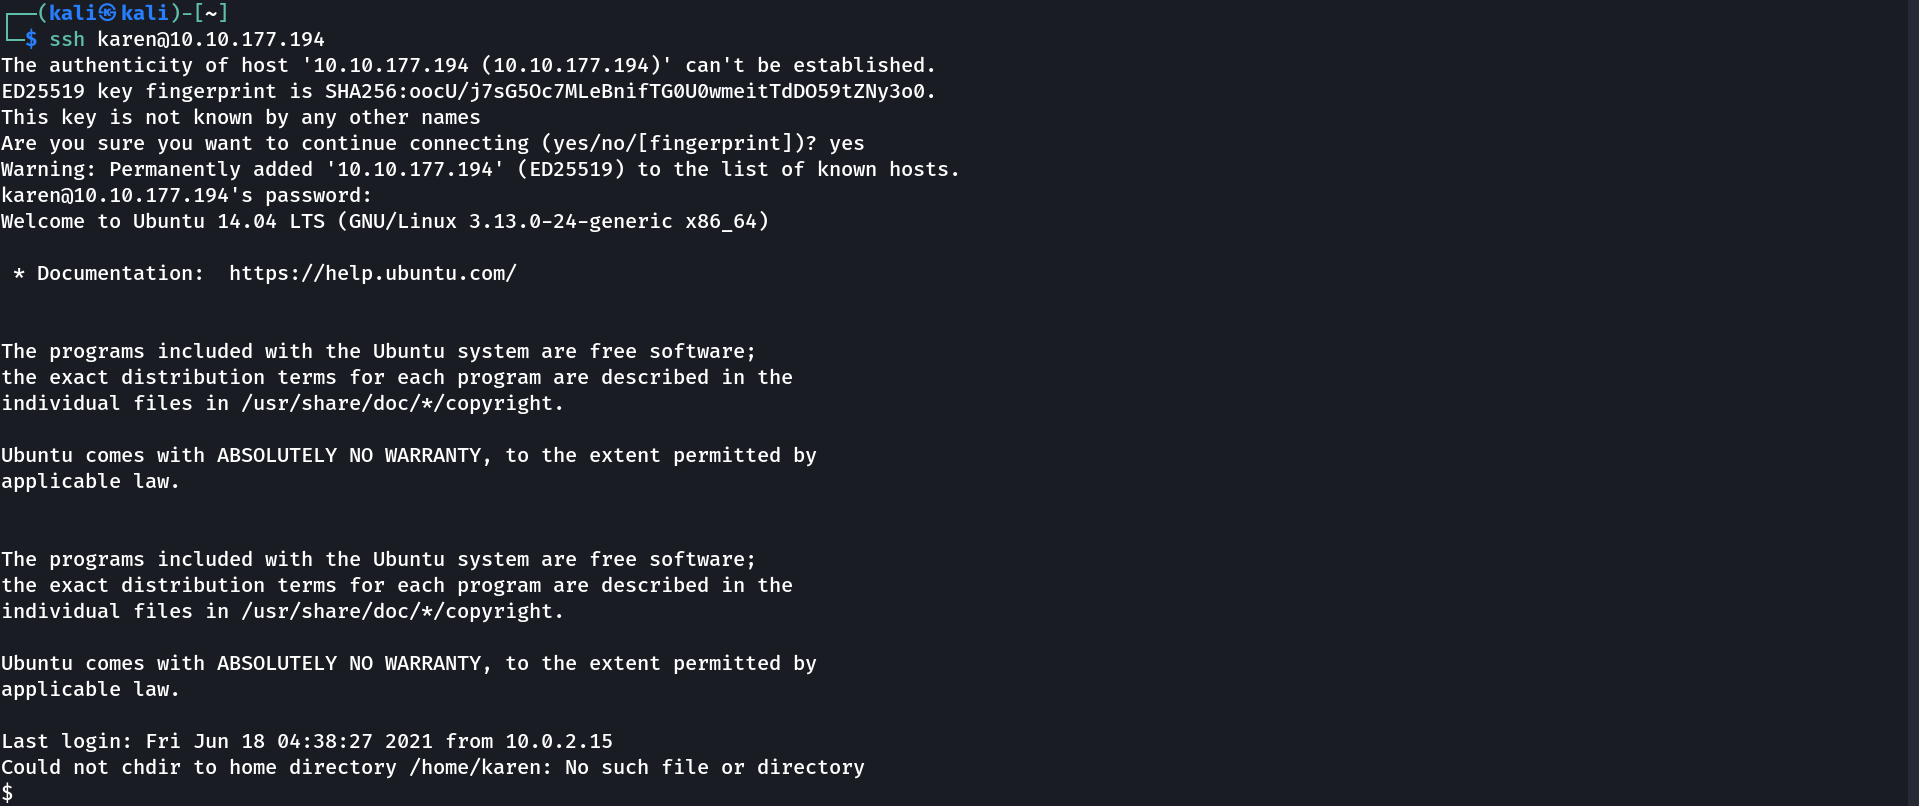 ┌──(kali㉿kali)-[~]
└─$ ssh karen@10.10.177.194
The authenticity of host '10.10.177.194 (10.10.177.194)' can't be established.
ED25519 key fingerprint is SHA256:oocU/j7sG5Oc7MLeBnifTG0U0wmeitTdDO59tZNy3o0.
This key is not known by any other names
Are you sure you want to continue connecting (yes/no/[fingerprint])? yes
Warning: Permanently added '10.10.177.194' (ED25519) to the list of known hosts.
karen@10.10.177.194's password:
Welcome to Ubuntu 14.04 LTS (GNU/Linux 3.13.0-24-generic x86_64)
* Documentation:  https://help.ubuntu.com/
The programs included with the Ubuntu system are free software;
the exact distribution terms for each program are described in the
individual files in /usr/share/doc/*/copyright.
Ubuntu comes with ABSOLUTELY NO WARRANTY, to the extent permitted by
applicable law.
The programs included with the Ubuntu system are free software;
the exact distribution terms for each program are described in the
individual files in /usr/share/doc/*/copyright.
Ubuntu comes with ABSOLUTELY NO WARRANTY, to the extent permitted by
applicable law.
Last login: Fri Jun 18 04:38:27 2021 from 10.0.2.15
Could not chdir to home directory /home/karen: No such file or directory
$